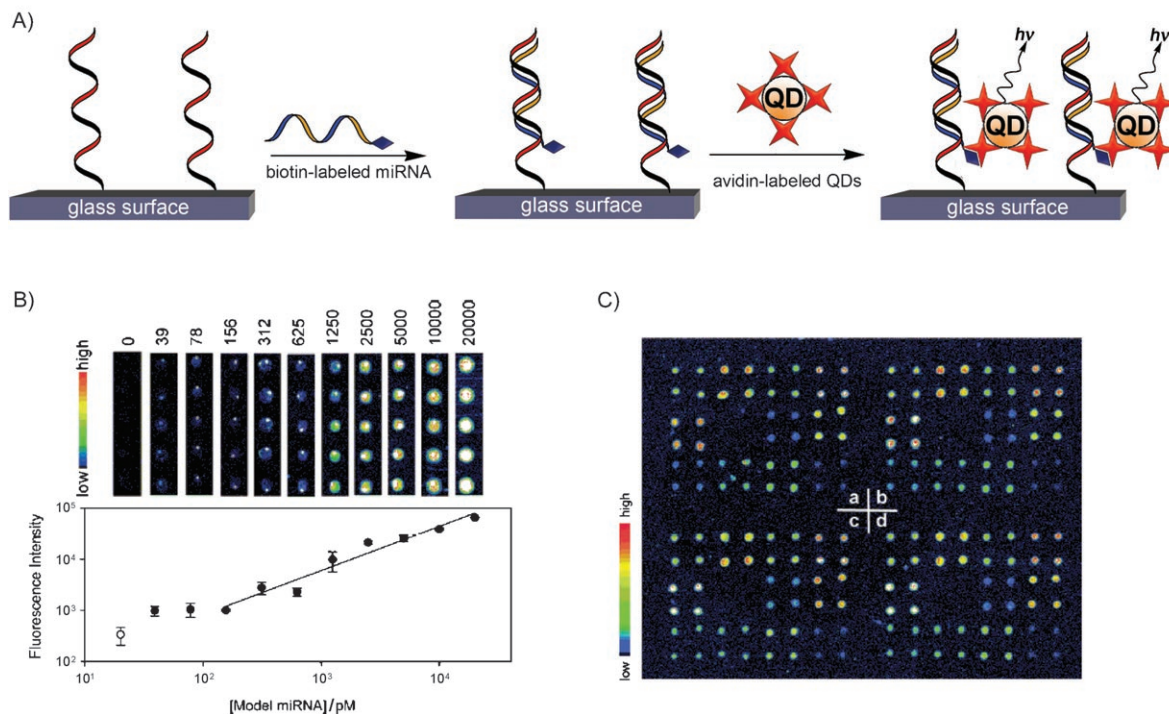 A)
hν
hν
QD
QD
QD
biotin-labeled miRNA
avidin-labeled QDs
glass surface
glass surface
glass surface
B)
0
39
78
156
312
625
1250
2500
5000
10000
20000
high
low
10⁵
10⁴
10³
10²
Fluorescence Intensity
10¹
10²
10³
10⁴
[Model miRNA]/pM
C)
a b
c d
high
low